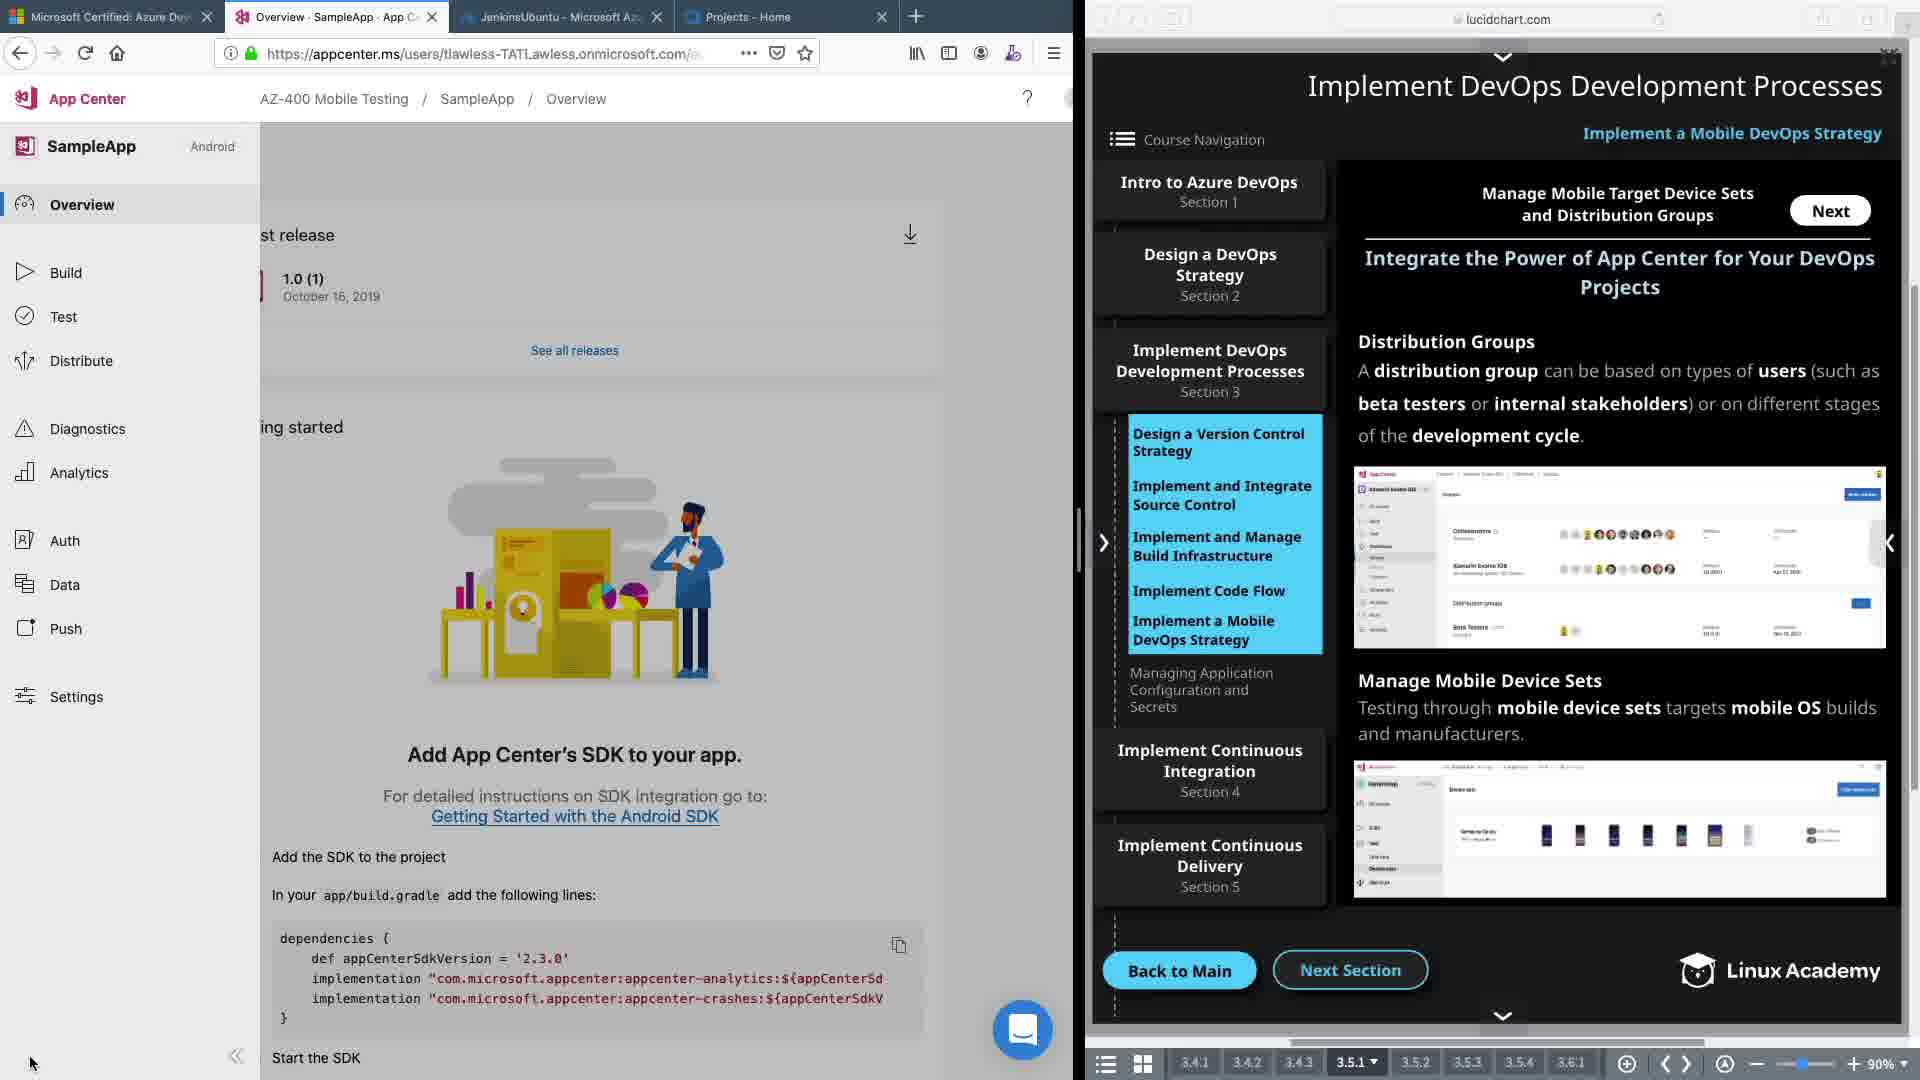 Microsoft Certified: Azure Dev
Overview · SampleApp · App C
JenkinsUbuntu - Microsoft Az
Projects - Home
https://appcenter.ms/users/tlawless-TATLawless.onmicrosoft.com/
App Center
AZ-400 Mobile Testing / SampleApp / Overview
?
SampleApp
Android
Overview
Build
Test
Distribute
Diagnostics
Analytics
Auth
Data
Push
Settings
st release
1.0 (1)
October 16, 2019
See all releases
ing started
Add App Center's SDK to your app.
For detailed instructions on SDK integration go to:
Getting Started with the Android SDK
Add the SDK to the project
In your app/build.gradle add the following lines:
dependencies {
def appCenterSdkVersion = '2.3.0'
implementation "com.microsoft.appcenter:appcenter-analytics:${appCenterSd
implementation "com.microsoft.appcenter:appcenter-crashes:${appCenterSdkV
}
Start the SDK
lucidchart.com
Implement DevOps Development Processes
Course Navigation
Implement a Mobile DevOps Strategy
Intro to Azure DevOps
Section 1
Design a DevOps
Strategy
Section 2
Implement DevOps
Development Processes
Section 3
Design a Version Control
Strategy
Implement and Integrate
Source Control
Implement and Manage
Build Infrastructure
Implement Code Flow
Implement a Mobile
DevOps Strategy
Managing Application
Configuration and
Secrets
Implement Continuous
Integration
Section 4
Implement Continuous
Delivery
Section 5
Manage Mobile Target Device Sets
and Distribution Groups
Next
Integrate the Power of App Center for Your DevOps
Projects
Distribution Groups
A distribution group can be based on types of users (such as
beta testers or internal stakeholders) or on different stages
of the development cycle.
Manage Mobile Device Sets
Testing through mobile device sets targets mobile OS builds
and manufacturers.
Back to Main
Next Section
Linux Academy
3.4.1
3.4.2
3.4.3
3.5.1
3.5.2
3.5.3
3.5.4
3.6.1
90%